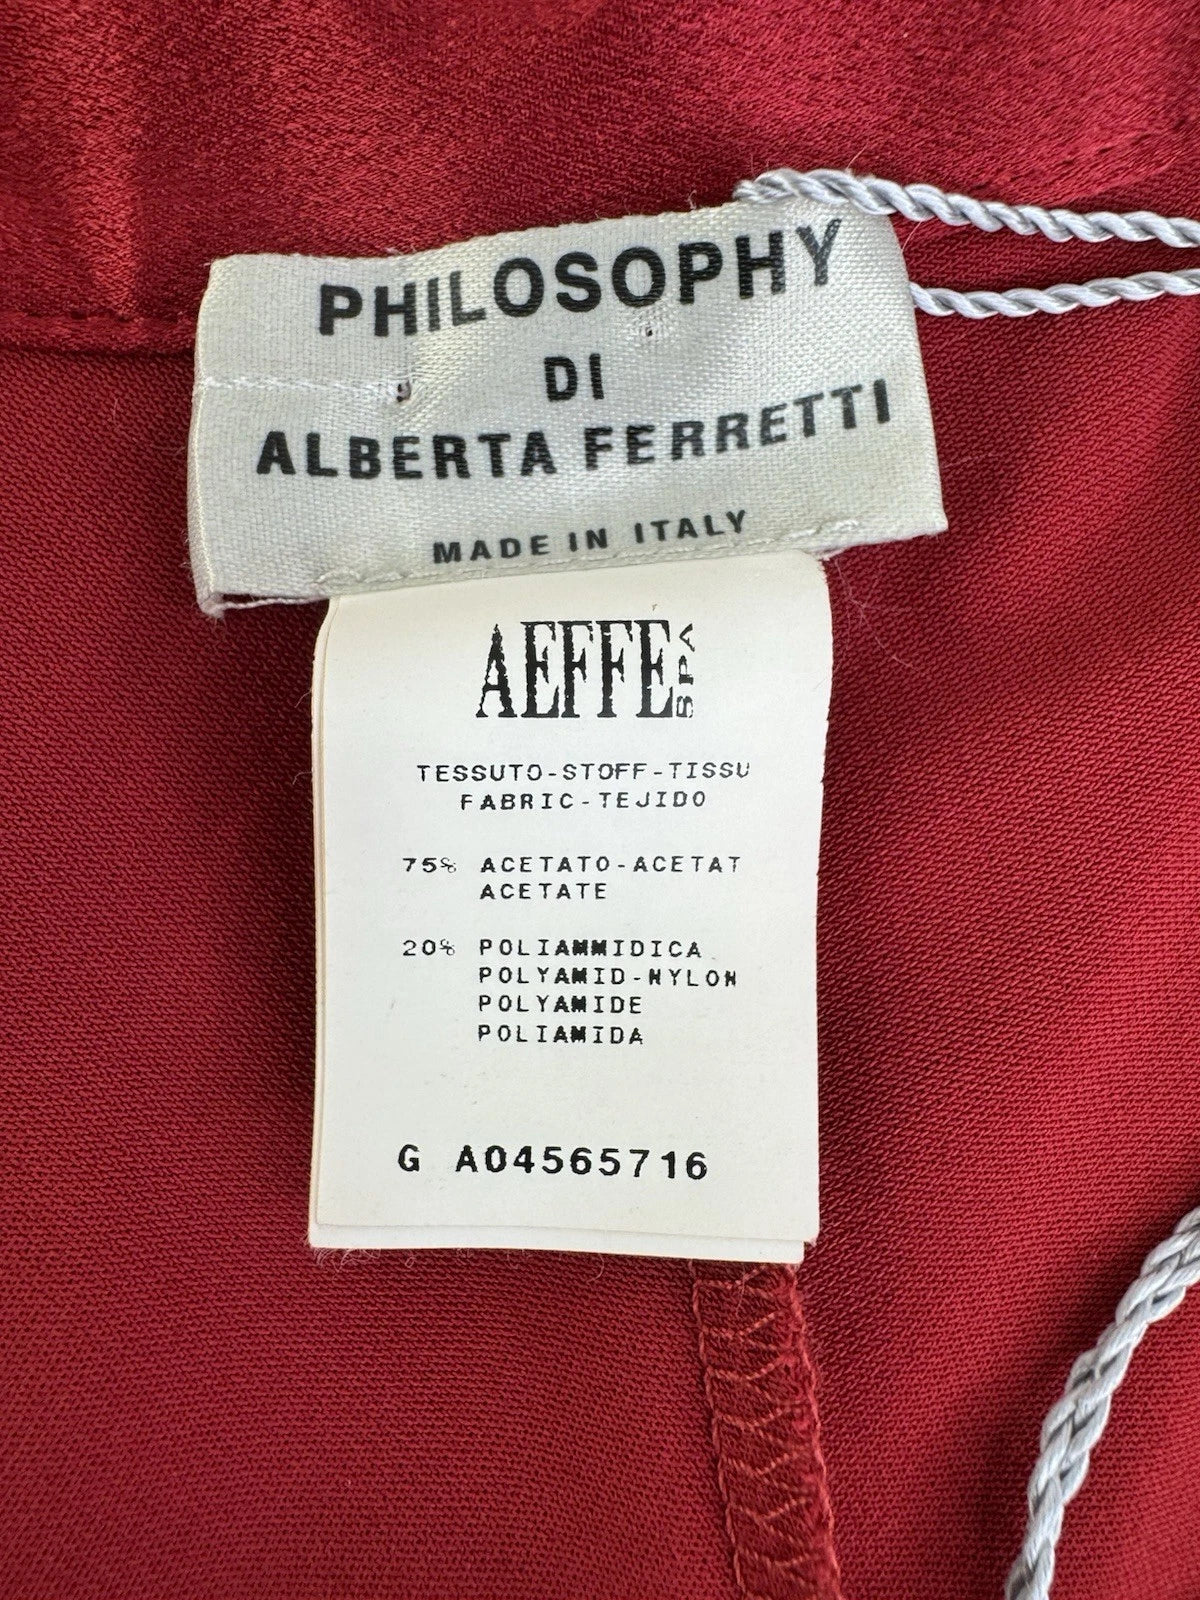 PHILOSOPHY
DI
ALBERTA FERRETTI
MADE IN ITALY
AEFFE SPA
TESSUTO-STOFF-TISSU
FABRIC-TEJIDO
75% ACETATO-ACETAT
ACETATE
20% POLIAMMIDICA
POLYAMID-NYLON
POLYAMIDE
POLIAMIDA
G A04565716